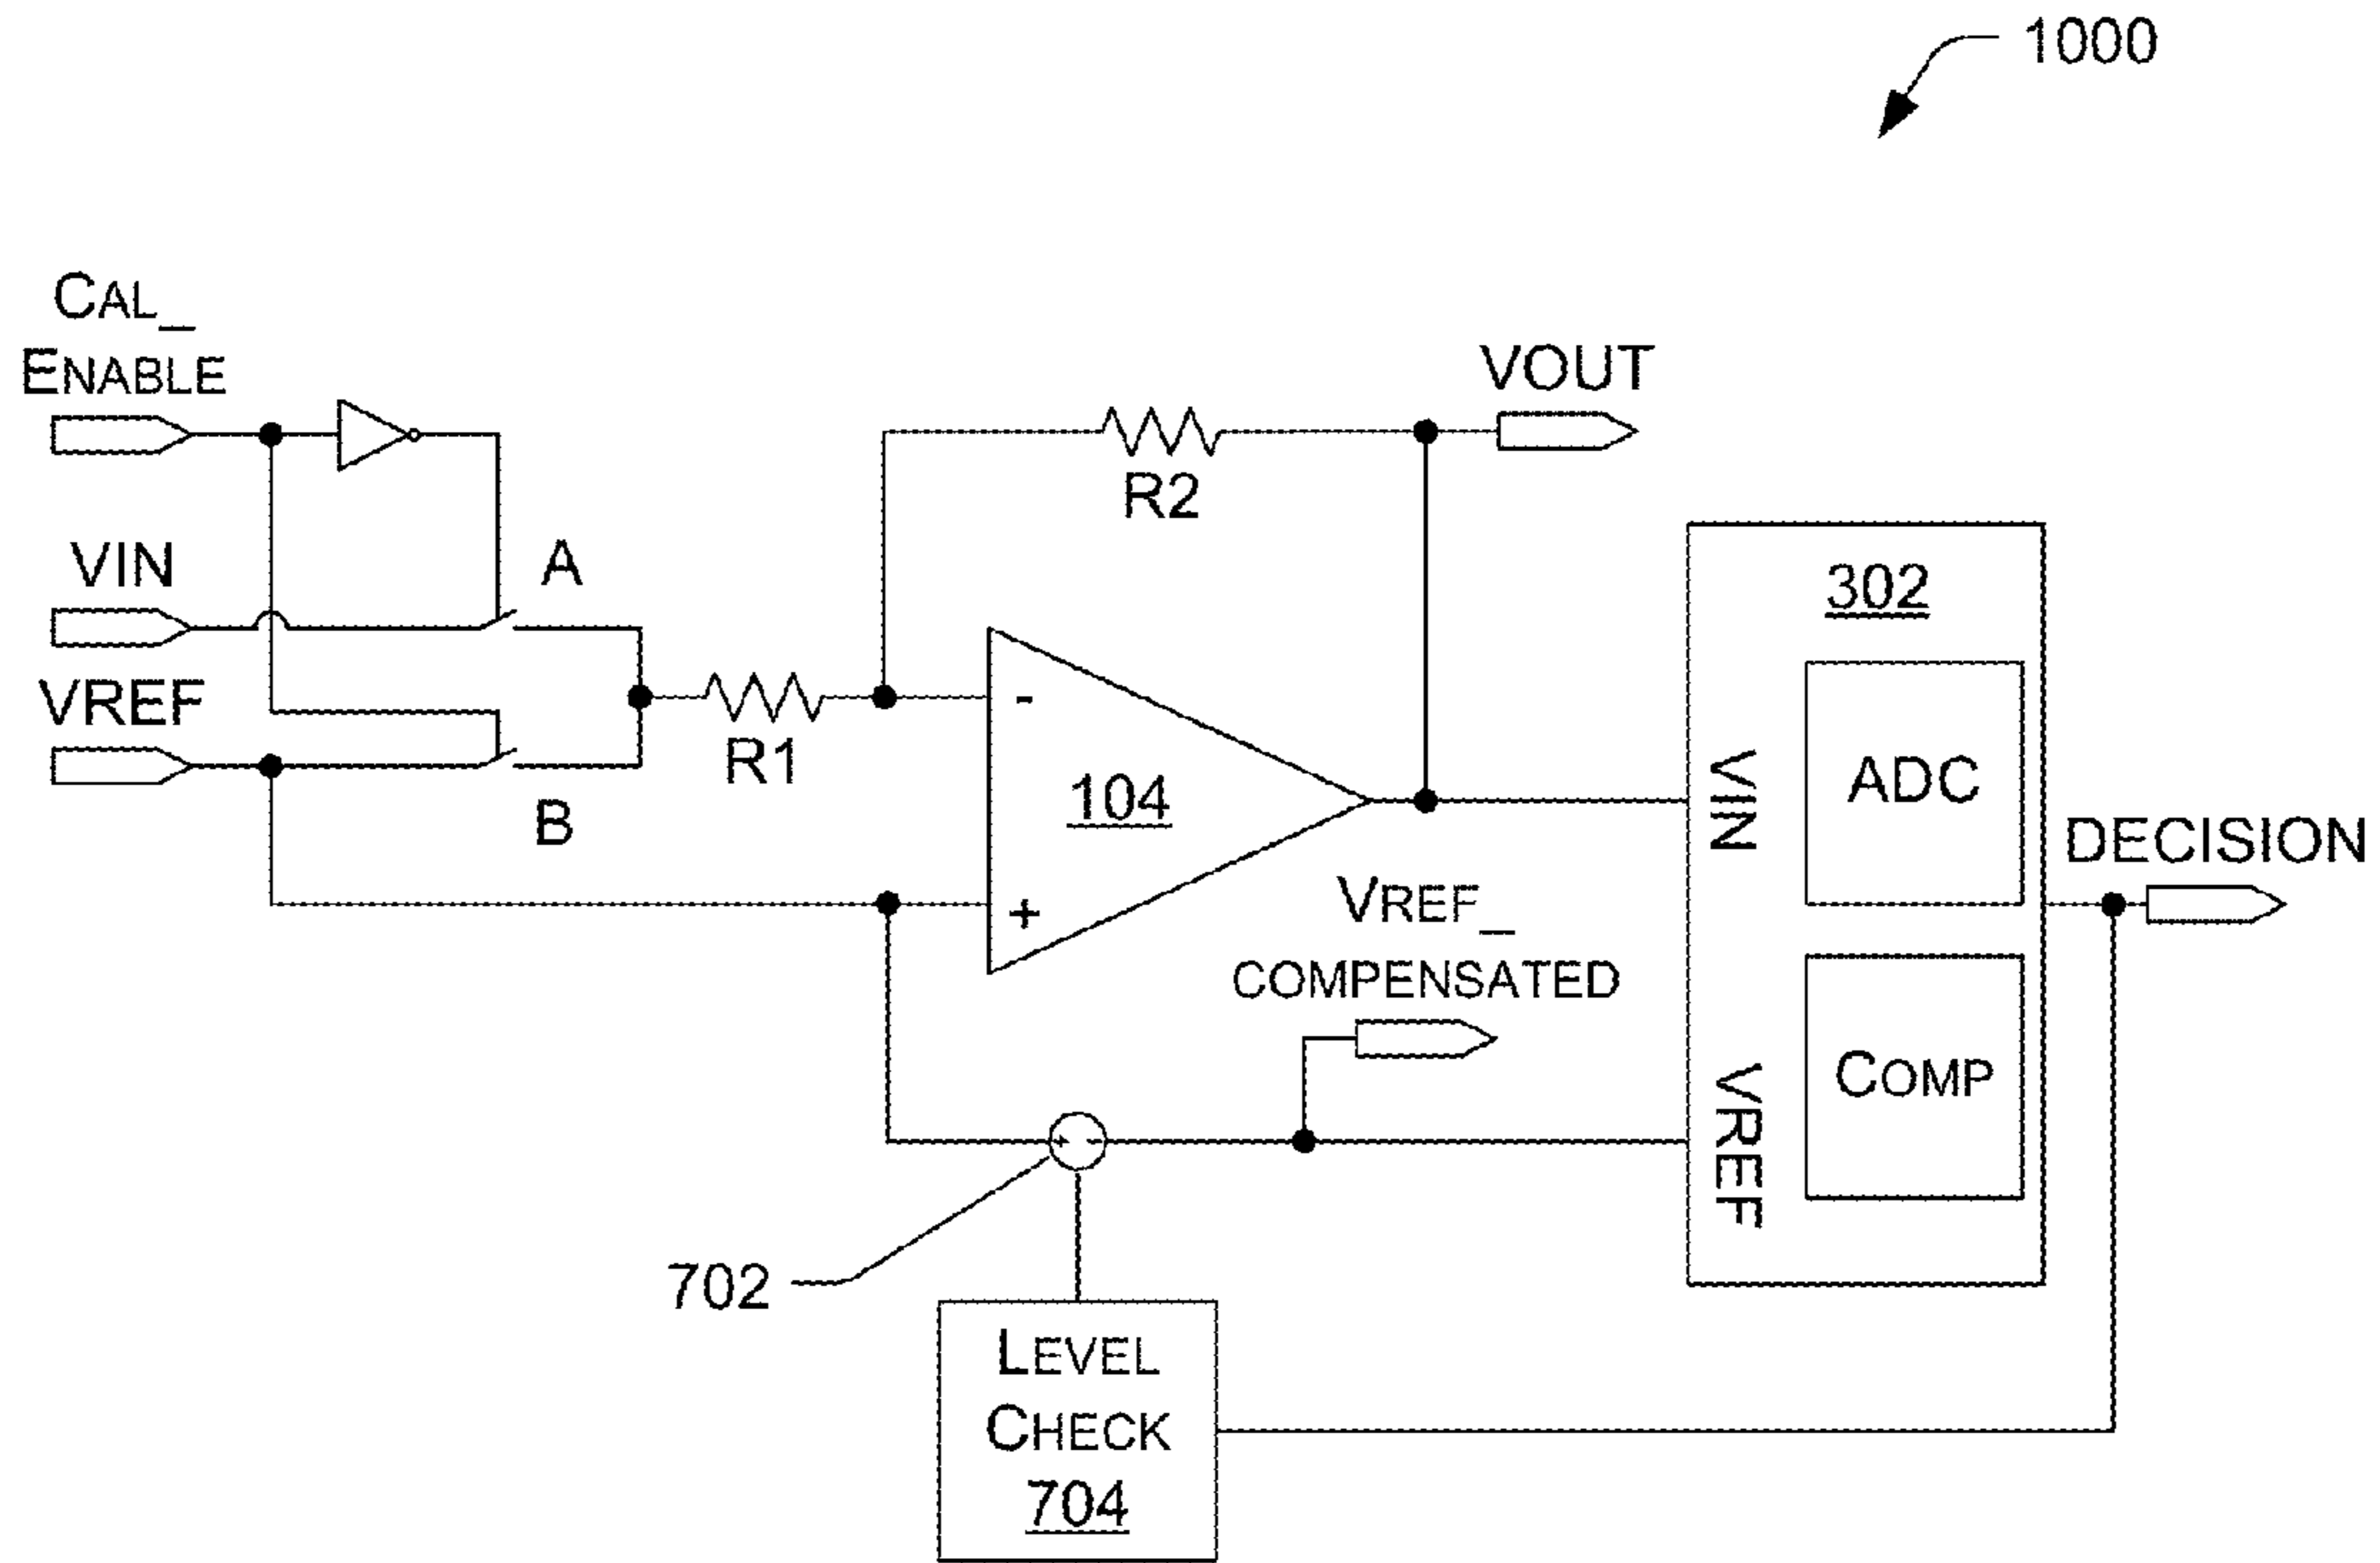 1000
CAL_
ENABLE
VOUT
R2
VIN
A
302
VREF
-
R1
104
VIN
ADC
B
DECISION
+
VREF_
COMPENSATED
COMP
VREF
+ -
702
LEVEL
CHECK
704